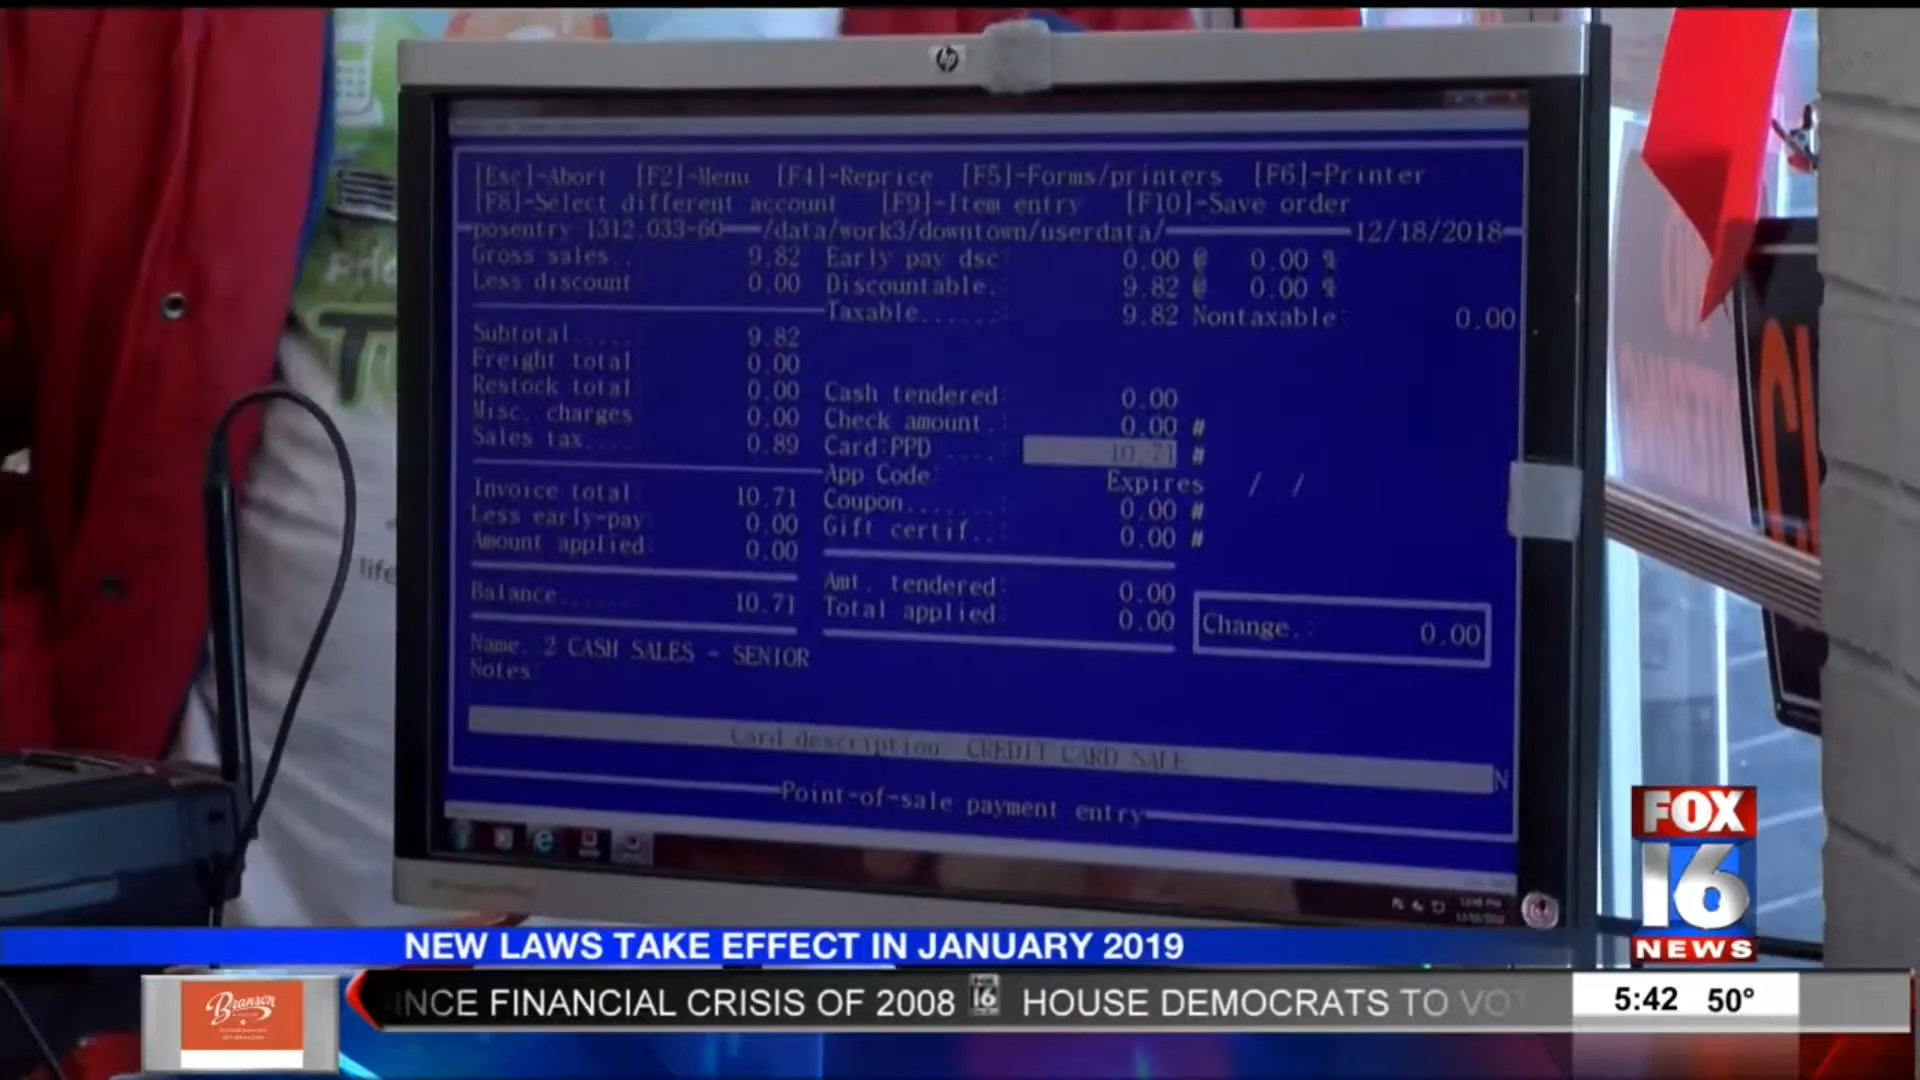 hp
[Esc]-Abort [F2]-Menu [F4]-Reprice [F5]-Forms/printers [F6]-Printer
[F8]-Select different account [F9]-Item entry [F10]-Save order
posentry 1312.033-60 /data/work3/downtown/userdata/ 12/18/2018
Gross sales.. 9.82 Early pay dsc: 0.00 @ 0.00 %
Less discount 0.00 Discountable.: 9.82 @ 0.00 %
Taxable......: 9.82 Nontaxable: 0.00
Subtotal..... 9.82
Freight total 0.00
Restock total 0.00 Cash tendered: 0.00
Misc. charges 0.00 Check amount.: 0.00 #
Sales tax.... 0.89 Card:PPD ....: 10.71 #
App Code: Expires / /
Invoice total: 10.71 Coupon.......: 0.00 #
Less early-pay: 0.00 Gift certif..: 0.00 #
Amount applied: 0.00
Amt. tendered: 0.00
Balance.......: 10.71 Total applied: 0.00 Change.: 0.00
Name. 2 CASH SALES - SENIOR
Notes:
Card description CREDIT CARD SALE
N
Point-of-sale payment entry
life
FOX
16
NEWS
NEW LAWS TAKE EFFECT IN JANUARY 2019
Branson
INCE FINANCIAL CRISIS OF 2008 FOX 16 HOUSE DEMOCRATS TO VOT
5:42 50°